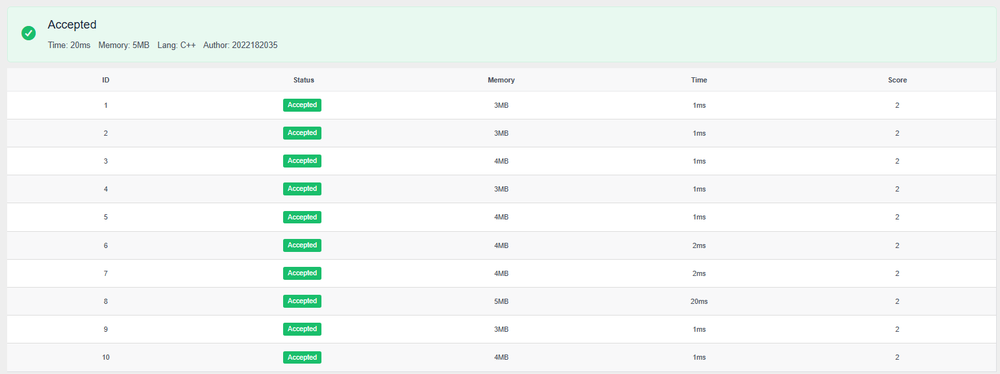 Accepted
Time: 20ms Memory: 5MB Lang: C++ Author: 2022182035
ID Status Memory Time Score
1 Accepted 3MB 1ms 2
2 Accepted 3MB 1ms 2
3 Accepted 4MB 1ms 2
4 Accepted 3MB 1ms 2
5 Accepted 4MB 1ms 2
6 Accepted 4MB 2ms 2
7 Accepted 4MB 2ms 2
8 Accepted 5MB 20ms 2
9 Accepted 3MB 1ms 2
10 Accepted 4MB 1ms 2